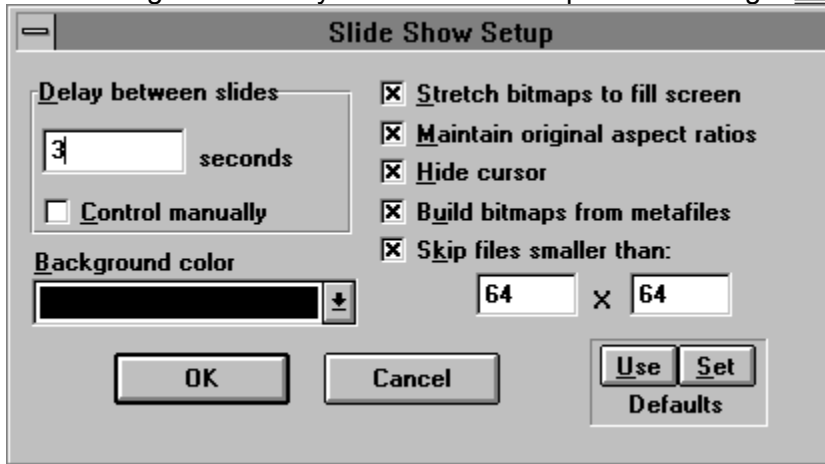 Slide Show Setup
Delay between slides
3 seconds
Control manually
Background color
Stretch bitmaps to fill screen
Maintain original aspect ratios
Hide cursor
Build bitmaps from metafiles
Skip files smaller than:
64 x 64
OK
Cancel
Use Set
Defaults